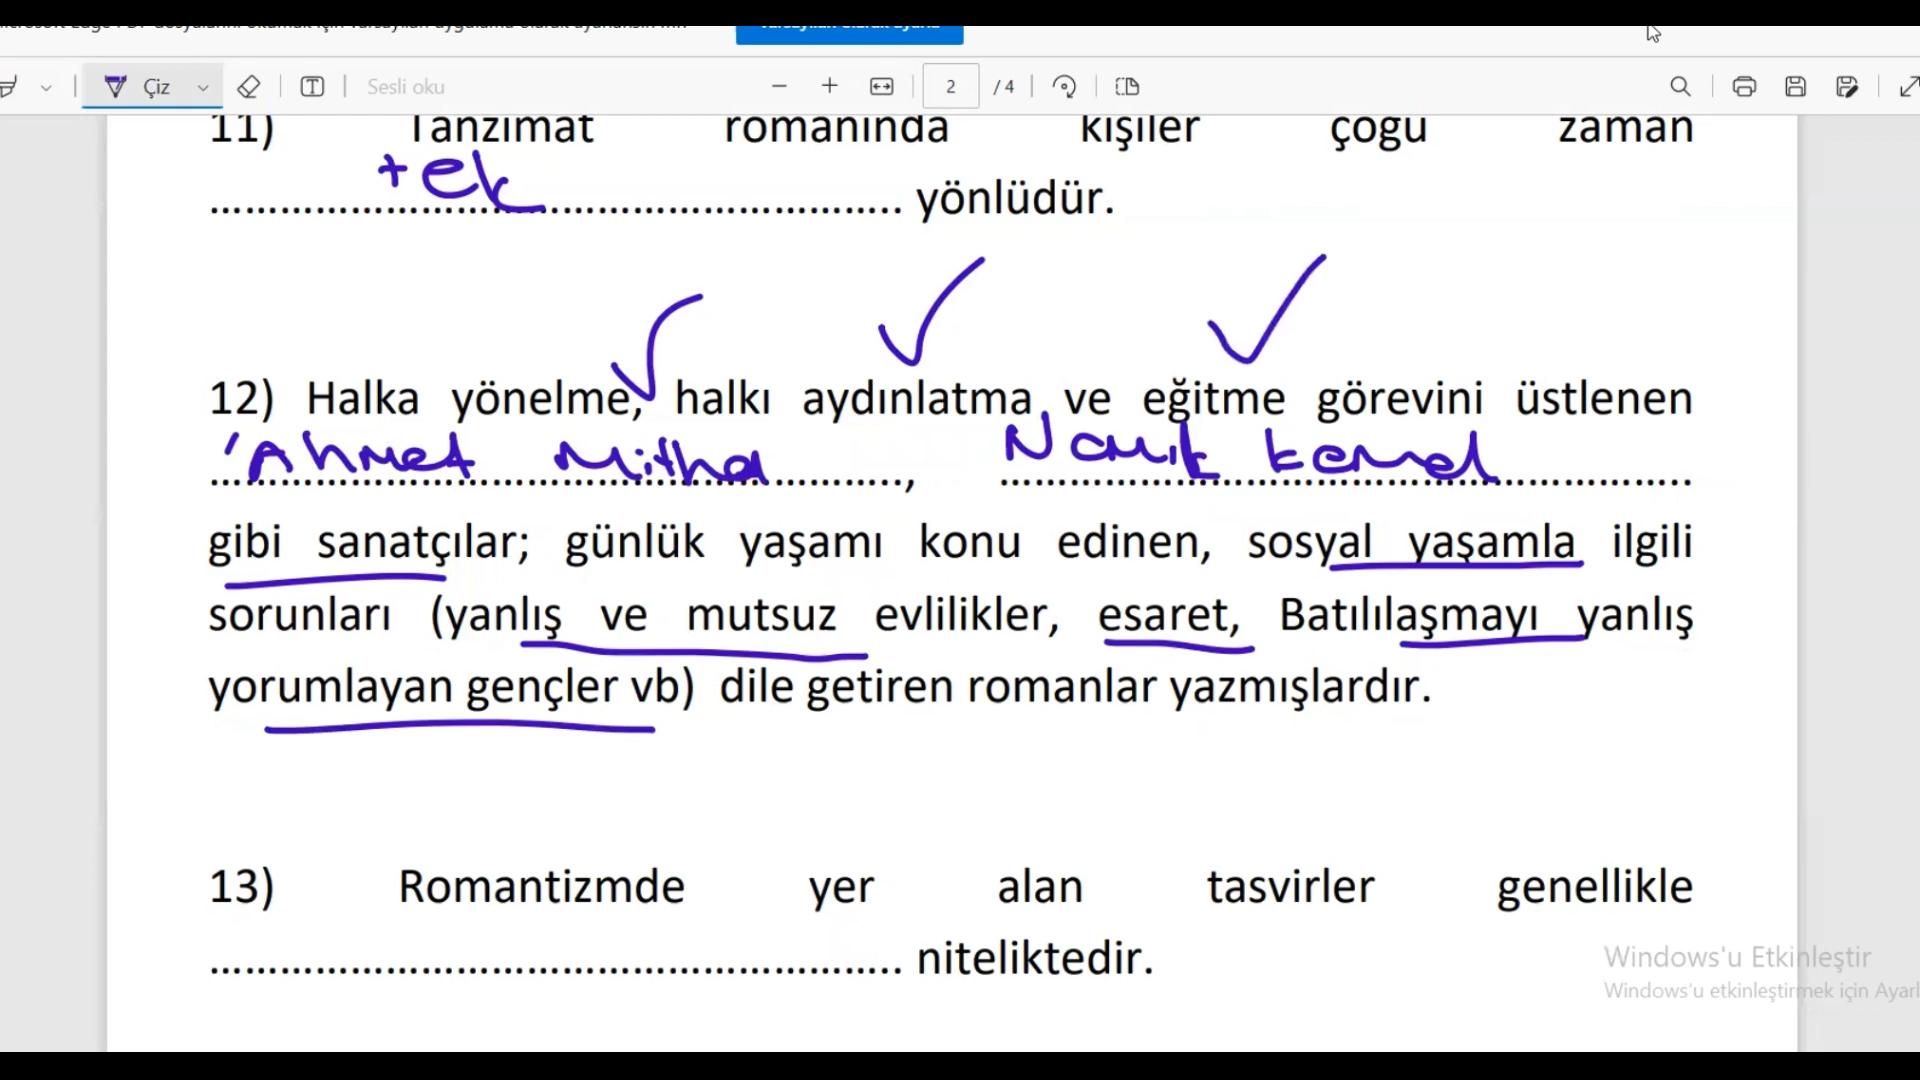 Çiz
Sesli oku
2 / 4
11) Tanzimat romanında kişiler çoğu zaman
tek
……………………………………………….. yönlüdür.
12) Halka yönelme, halkı aydınlatma ve eğitme görevini üstlenen
Ahmet Mithat Namık Kemal
……………………………………………….., ………………………………………………..
gibi sanatçılar; günlük yaşamı konu edinen, sosyal yaşamla ilgili
sorunları (yanlış ve mutsuz evlilikler, esaret, Batılılaşmayı yanlış
yorumlayan gençler vb) dile getiren romanlar yazmışlardır.
13) Romantizmde yer alan tasvirler genellikle
……………………………………………….. niteliktedir.
Windows'u Etkinleştir
Windows'u etkinleştirmek için Ayarl